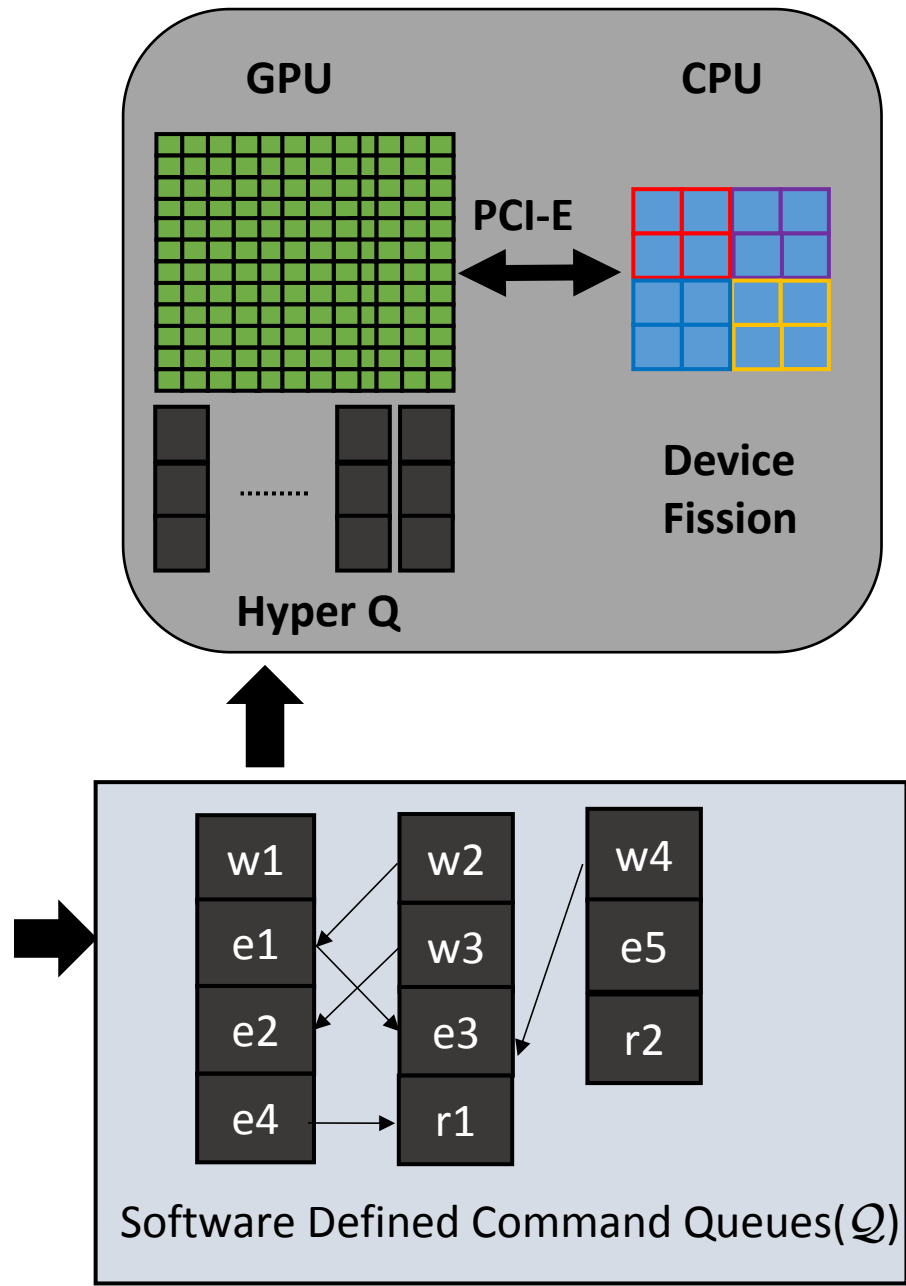 GPU
CPU
PCI-E
Device
Fission
Hyper Q
w1
e1
e2
e4
w2
w3
e3
r1
w4
e5
r2
Software Defined Command Queues(𝒬)